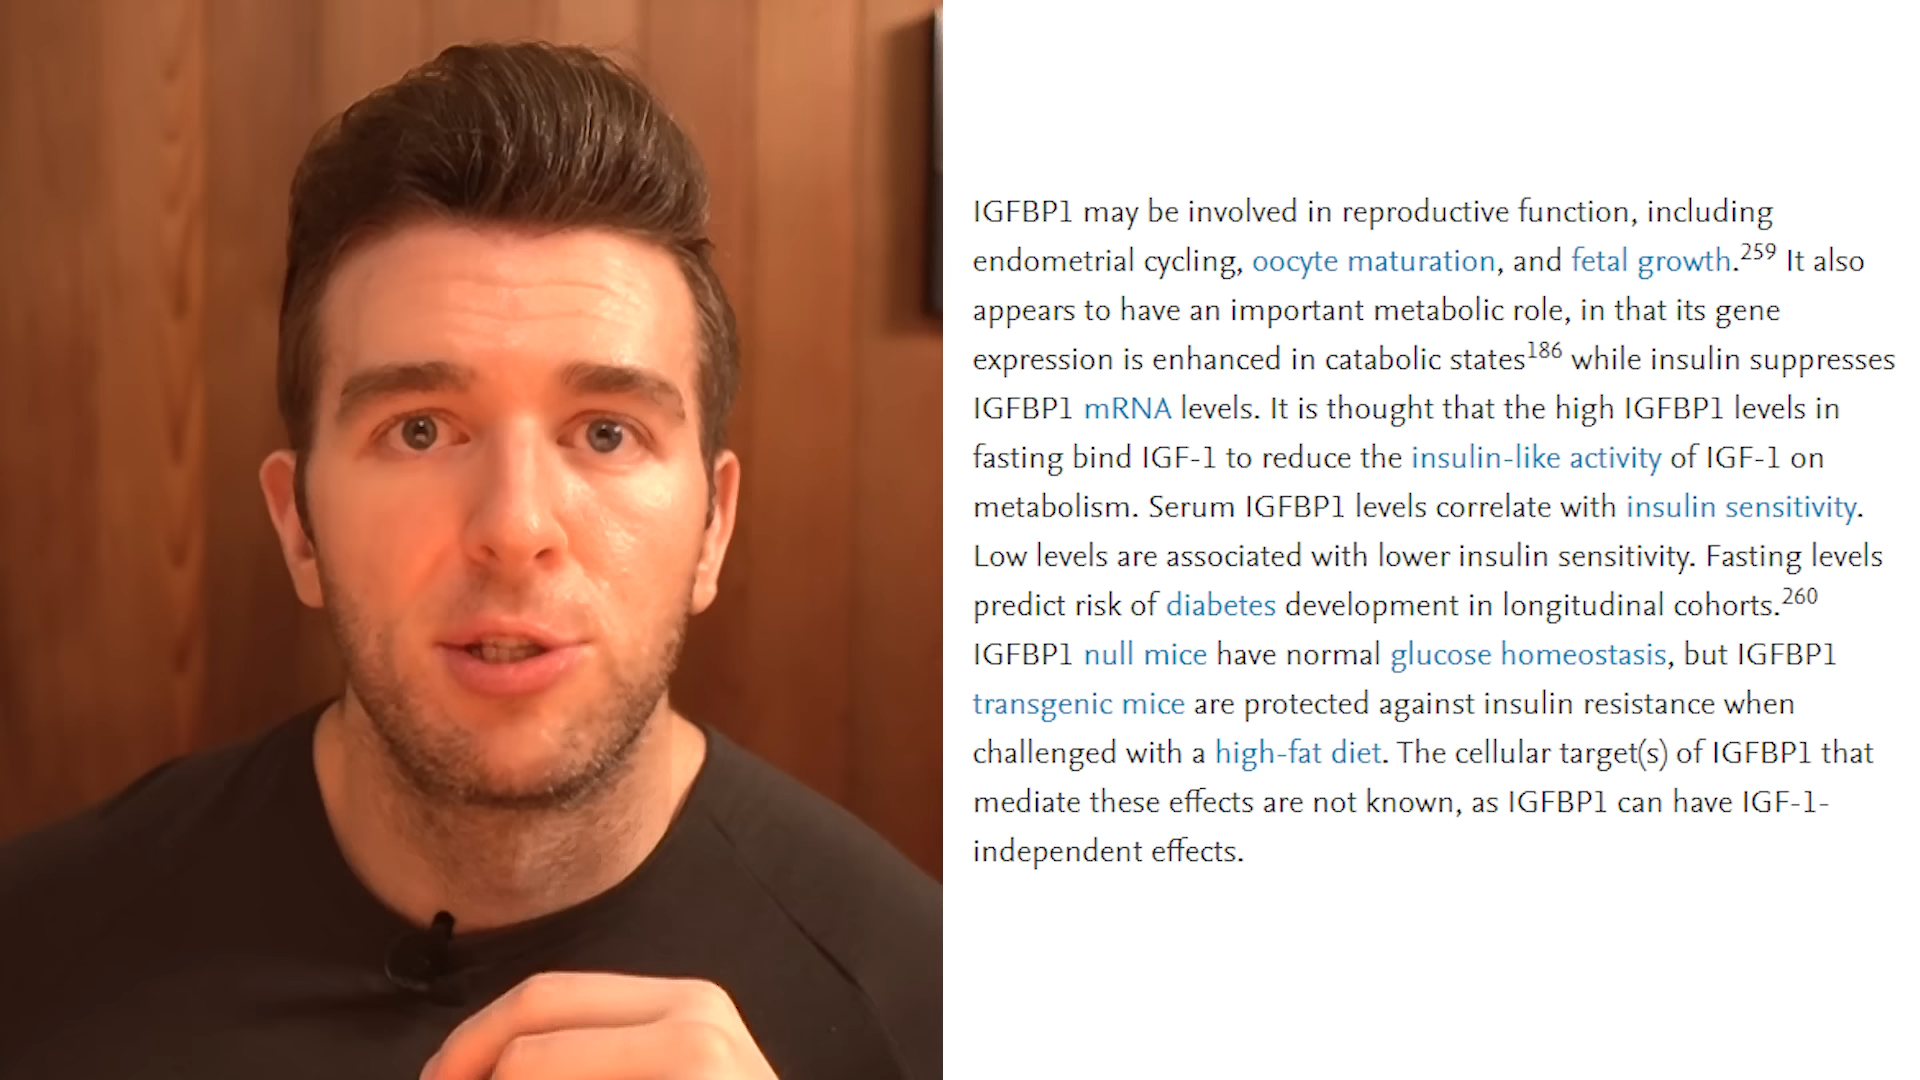 IGFBP1 may be involved in reproductive function, including
endometrial cycling, oocyte maturation, and fetal growth.259 It also
appears to have an important metabolic role, in that its gene
expression is enhanced in catabolic states186 while insulin suppresses
IGFBP1 mRNA levels. It is thought that the high IGFBP1 levels in
fasting bind IGF-1 to reduce the insulin-like activity of IGF-1 on
metabolism. Serum IGFBP1 levels correlate with insulin sensitivity.
Low levels are associated with lower insulin sensitivity. Fasting levels
predict risk of diabetes development in longitudinal cohorts.260
IGFBP1 null mice have normal glucose homeostasis, but IGFBP1
transgenic mice are protected against insulin resistance when
challenged with a high-fat diet. The cellular target(s) of IGFBP1 that
mediate these effects are not known, as IGFBP1 can have IGF-1-
independent effects.